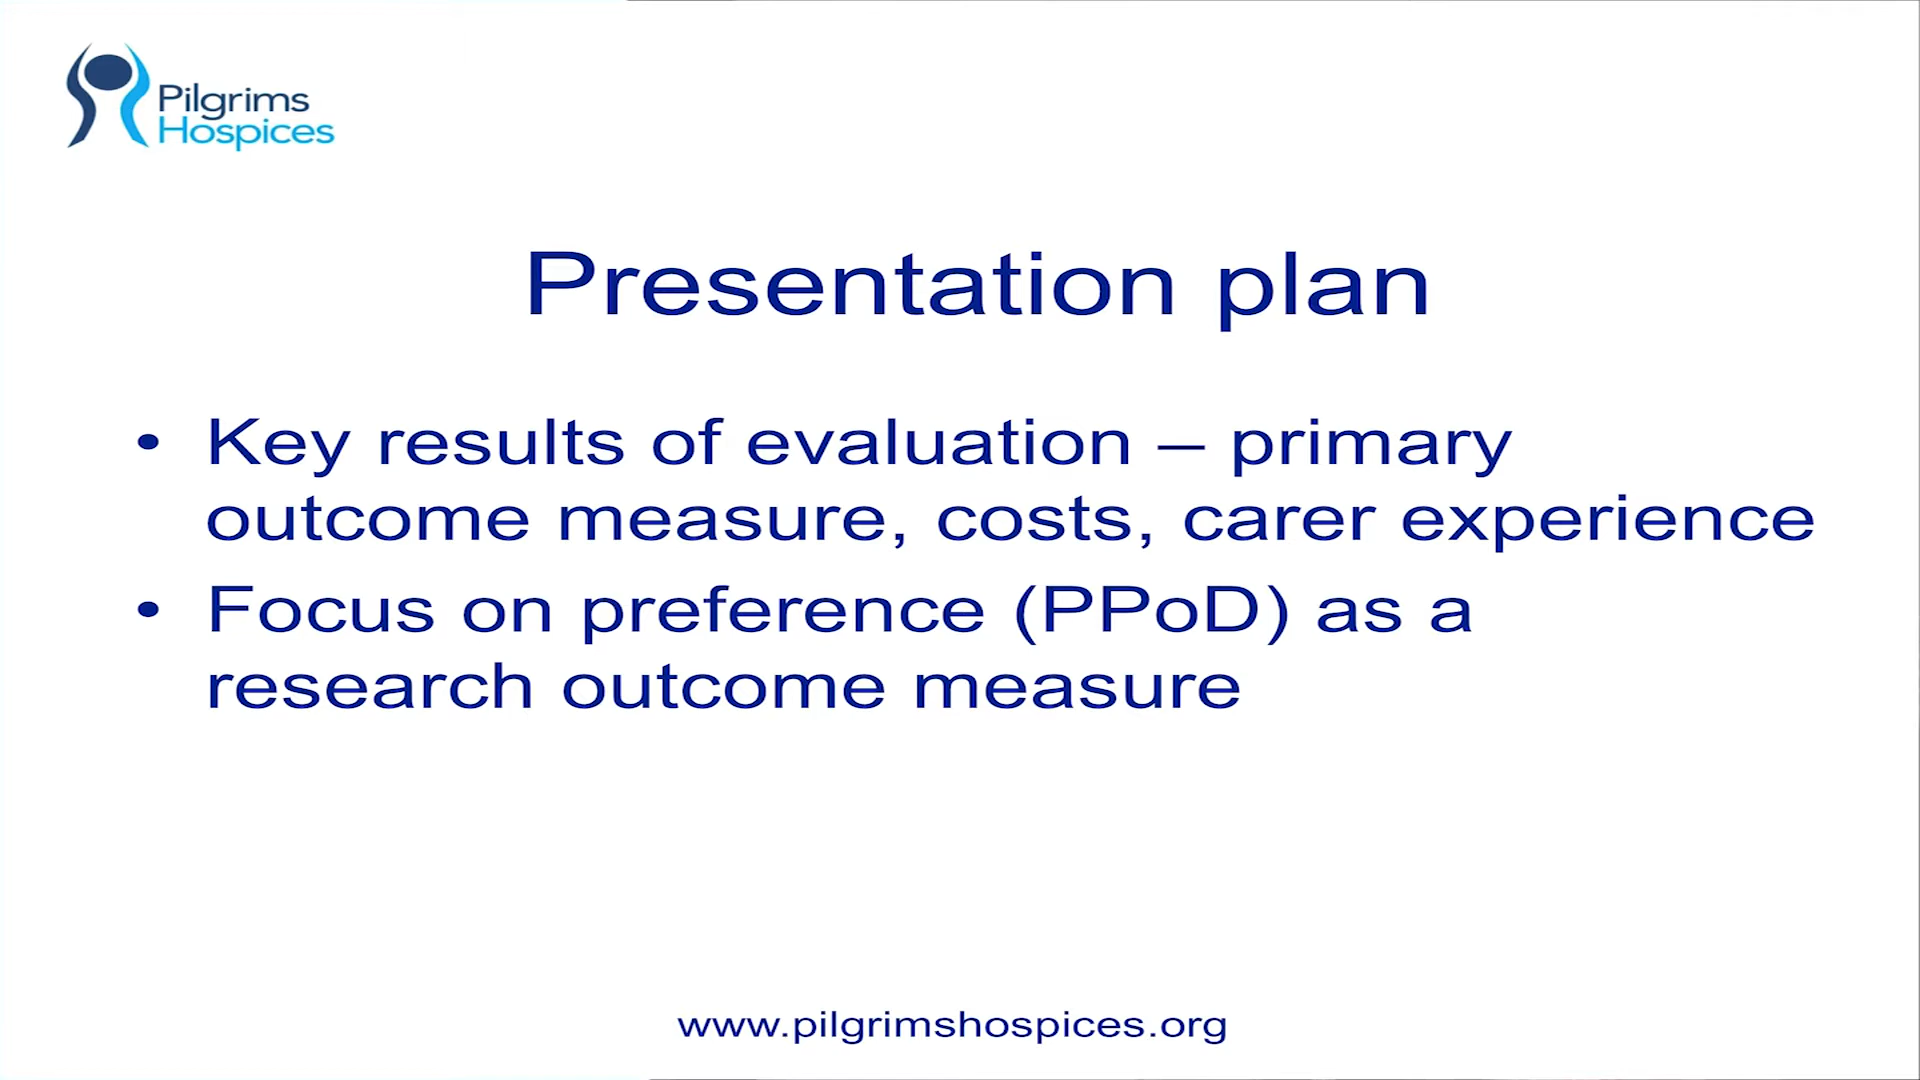 Pilgrims
Hospices
Presentation plan
• Key results of evaluation – primary
outcome measure, costs, carer experience
• Focus on preference (PPoD) as a
research outcome measure
www.pilgrimshospices.org